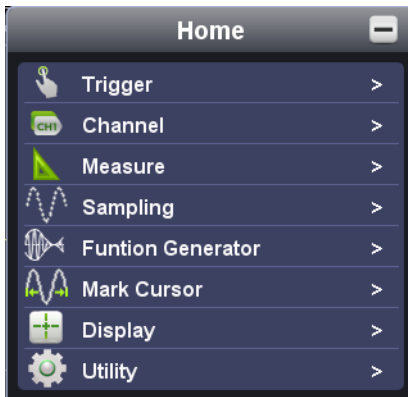 Home
Trigger >
CH1 Channel >
Measure >
Sampling >
Funtion Generator >
Mark Cursor >
Display >
Utility >